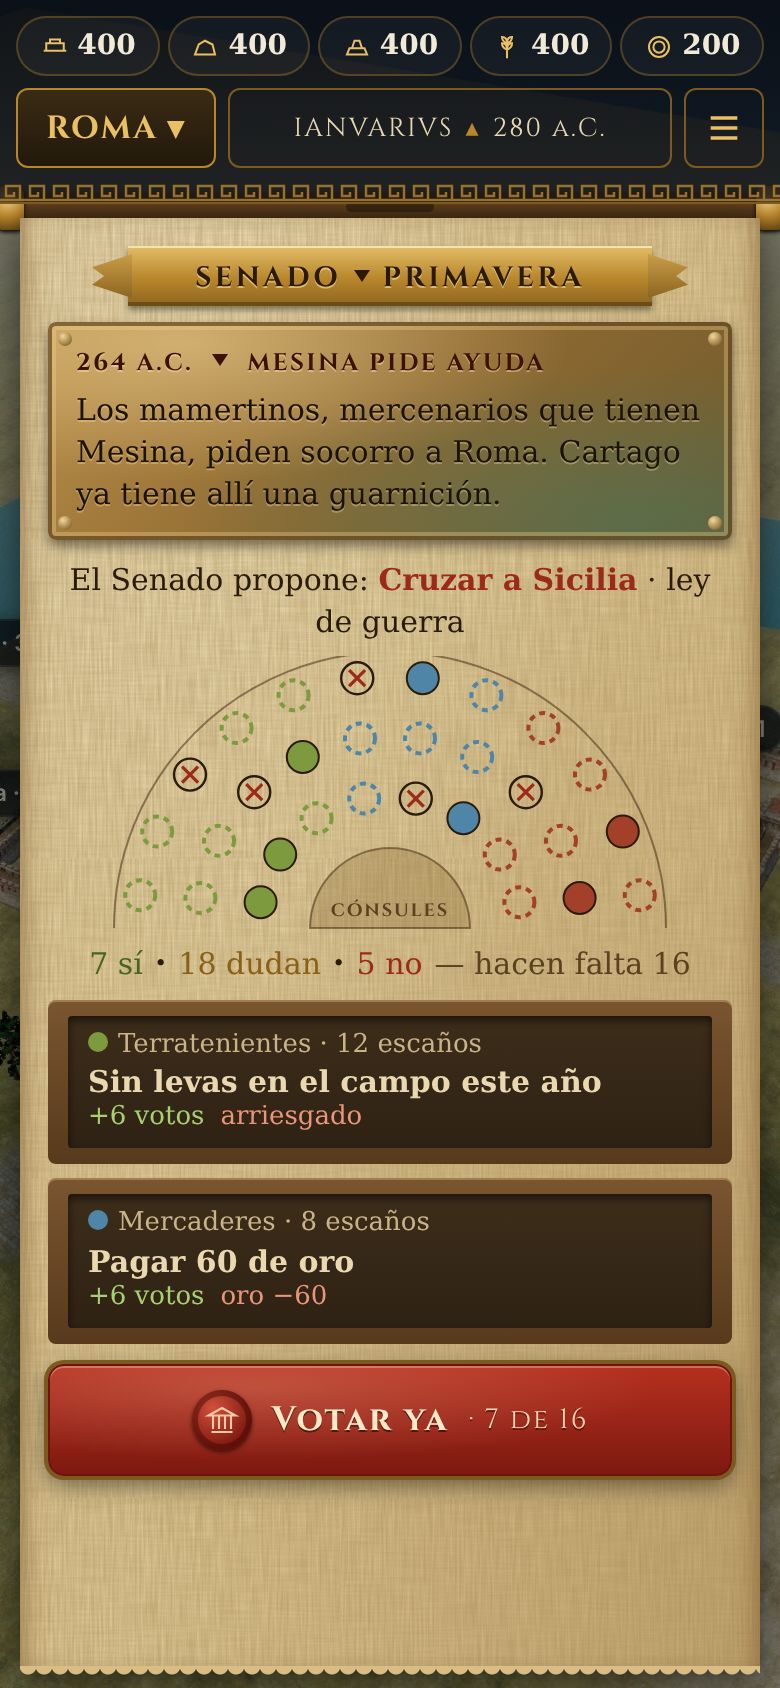 400 400 400 400 200
ROMA ▼ IANVARIVS ▲ 280 A.C. ☰
SENADO ▼ PRIMAVERA
264 A.C. ▼ MESINA PIDE AYUDA
Los mamertinos, mercenarios que tienen
Mesina, piden socorro a Roma. Cartago
ya tiene allí una guarnición.
El Senado propone: Cruzar a Sicilia · ley
de guerra
CÓNSULES
7 sí • 18 dudan • 5 no — hacen falta 16
Terratenientes · 12 escaños
Sin levas en el campo este año
+6 votos arriesgado
Mercaderes · 8 escaños
Pagar 60 de oro
+6 votos oro −60
VOTAR YA · 7 DE 16